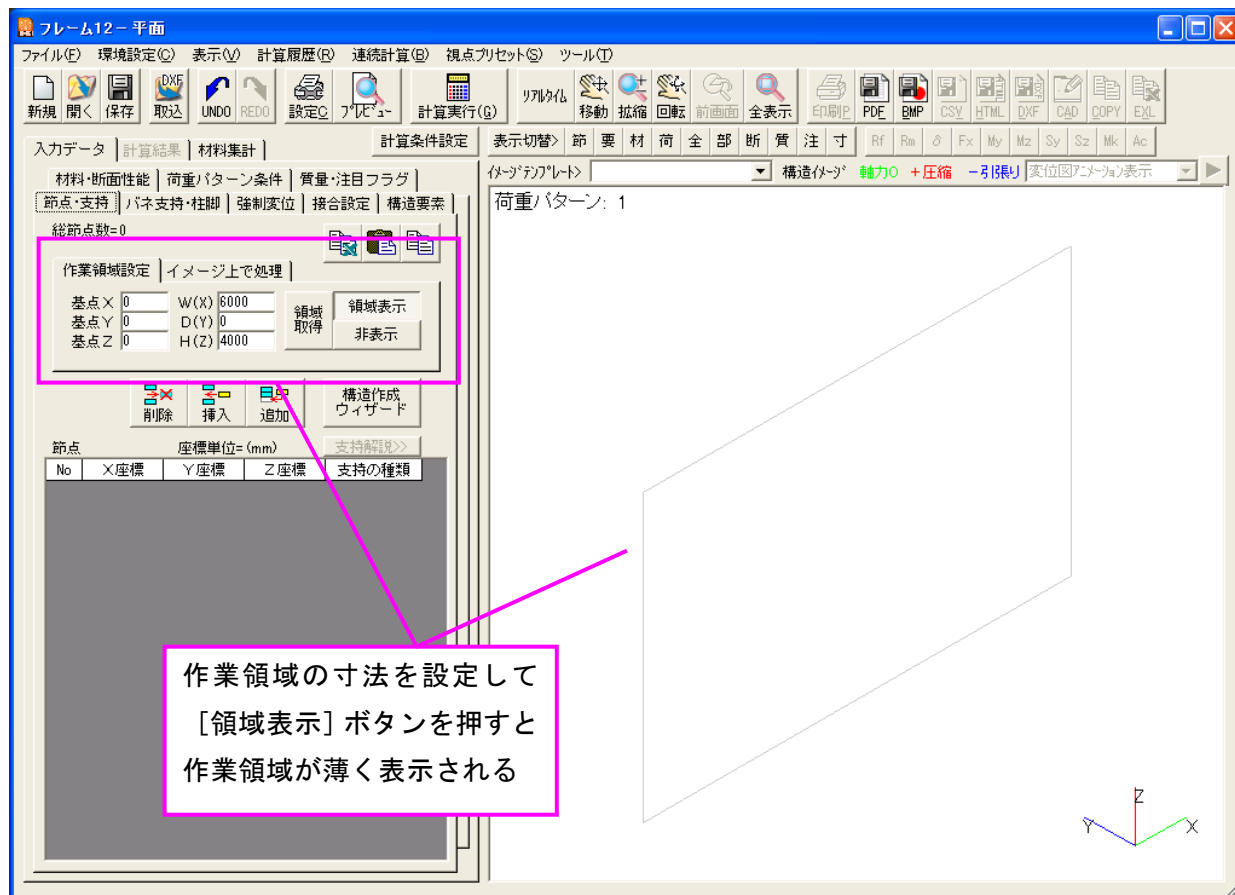 フレーム12－平面
ファイル(F) 環境設定(C) 表示(V) 計算履歴(R) 連続計算(B) 視点プリセット(S) ツール(T)
新規 開く 保存 DXF 取込 UNDO REDO 設定C プレビュー 計算実行(G) リアルタイム 移動 拡縮 回転 前画面 全表示 印刷P PDF BMP CSV HTML DXF CAD COPY EXL
入力データ 計算結果 材料集計 計算条件設定 表示切替> 節 要 材 荷 全 部 断 質 注 寸 Rf Rm δ Fx My Mz Sy Sz Mk Ac
イメージテンプレート> 構造イメージ 軸力0 +圧縮 -引張り 変位図アニメーション表示
材料・断面性能 荷重パターン条件 質量・注目フラグ
節点・支持 バネ支持・柱脚 強制変位 接合設定 構造要素
荷重パターン: 1
総節点数=0
作業領域設定 イメージ上で処理
基点X 0 W(X) 6000 領域取得 領域表示
基点Y 0 D(Y) 0 非表示
基点Z 0 H(Z) 4000
削除 挿入 追加 構造作成ウィザード
節点 座標単位=(mm) 支持解説>>
No X座標 Y座標 Z座標 支持の種類
作業領域の寸法を設定して
［領域表示］ボタンを押すと
作業領域が薄く表示される
Z
Y X